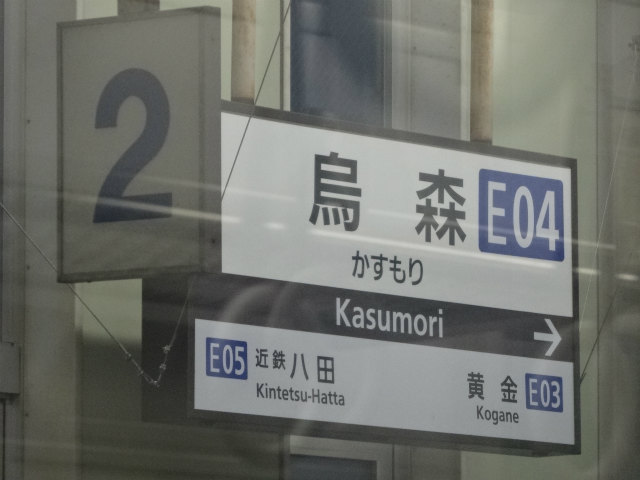 2
烏森 E04
かすもり
Kasumori →
E05 近鉄八田
Kintetsu-Hatta
黄金 E03
Kogane